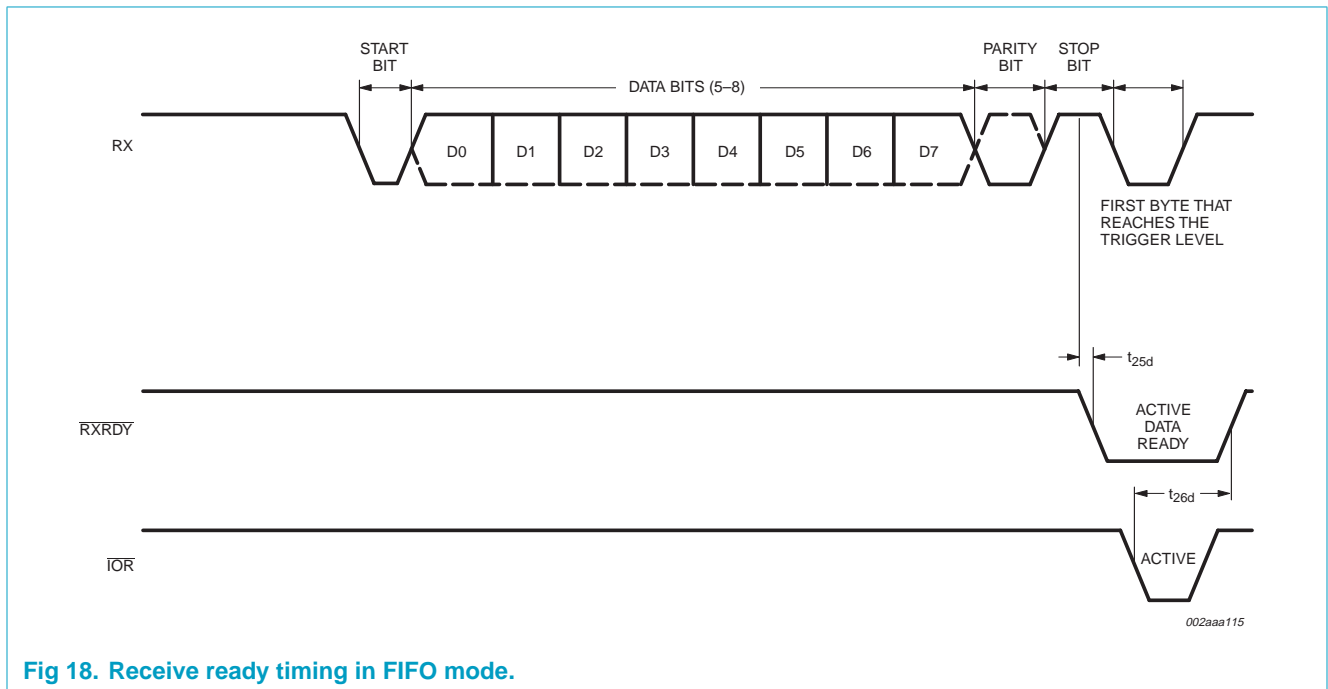 START
BIT
DATA BITS (5–8)
PARITY
BIT
STOP
BIT
RX
D0
D1
D2
D3
D4
D5
D6
D7
FIRST BYTE THAT
REACHES THE
TRIGGER LEVEL
t25d
RXRDY
ACTIVE
DATA
READY
t26d
IOR
ACTIVE
002aaa115
Fig 18. Receive ready timing in FIFO mode.